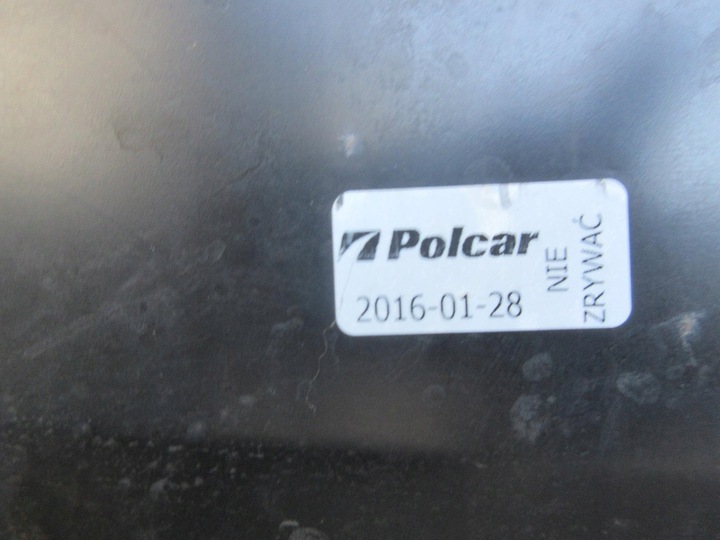 Polcar
2016-01-28
NIE
ZRYWAĆ